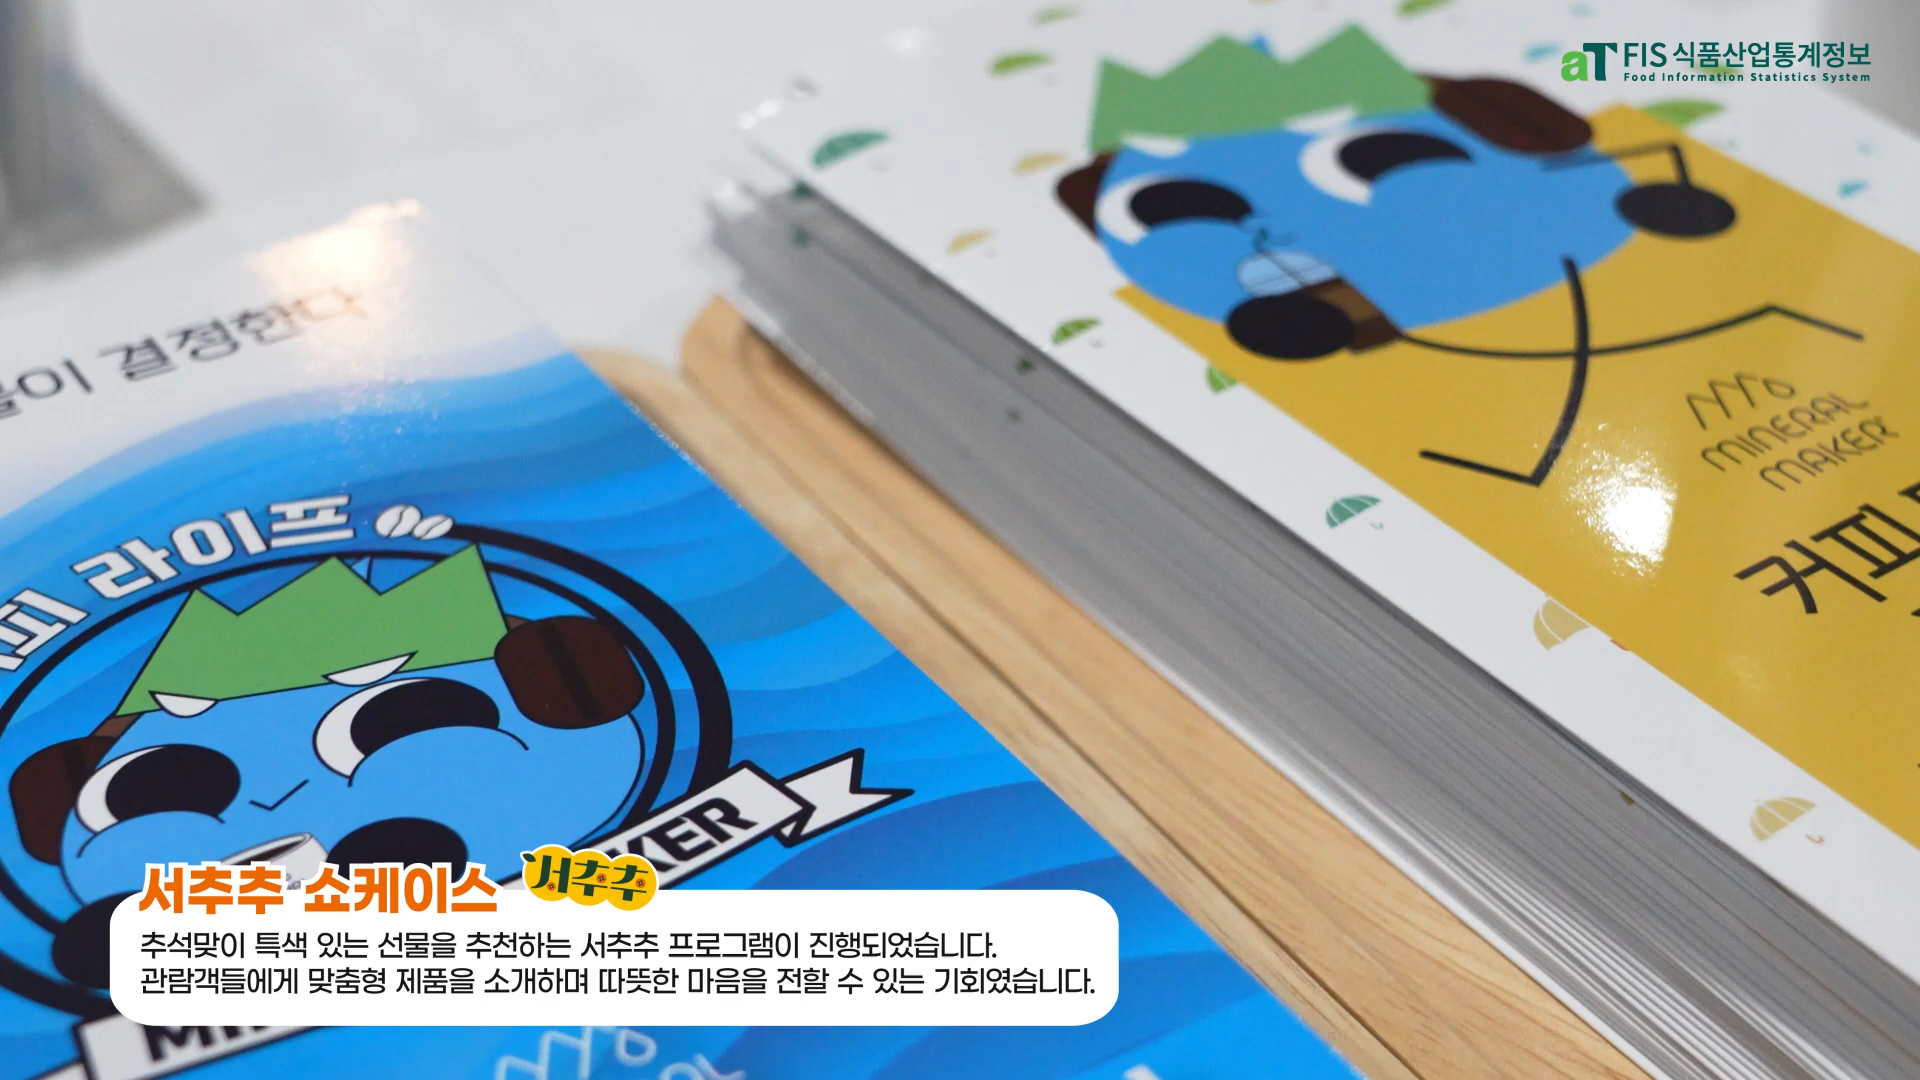 aT FIS 식품산업통계정보
Food Information Statistics System
결정한다
라이프
MINERAL
MAKER
커피
서추추 쇼케이스
서추추
추석맞이 특색 있는 선물을 추천하는 서추추 프로그램이 진행되었습니다.
관람객들에게 맞춤형 제품을 소개하며 따뜻한 마음을 전할 수 있는 기회였습니다.